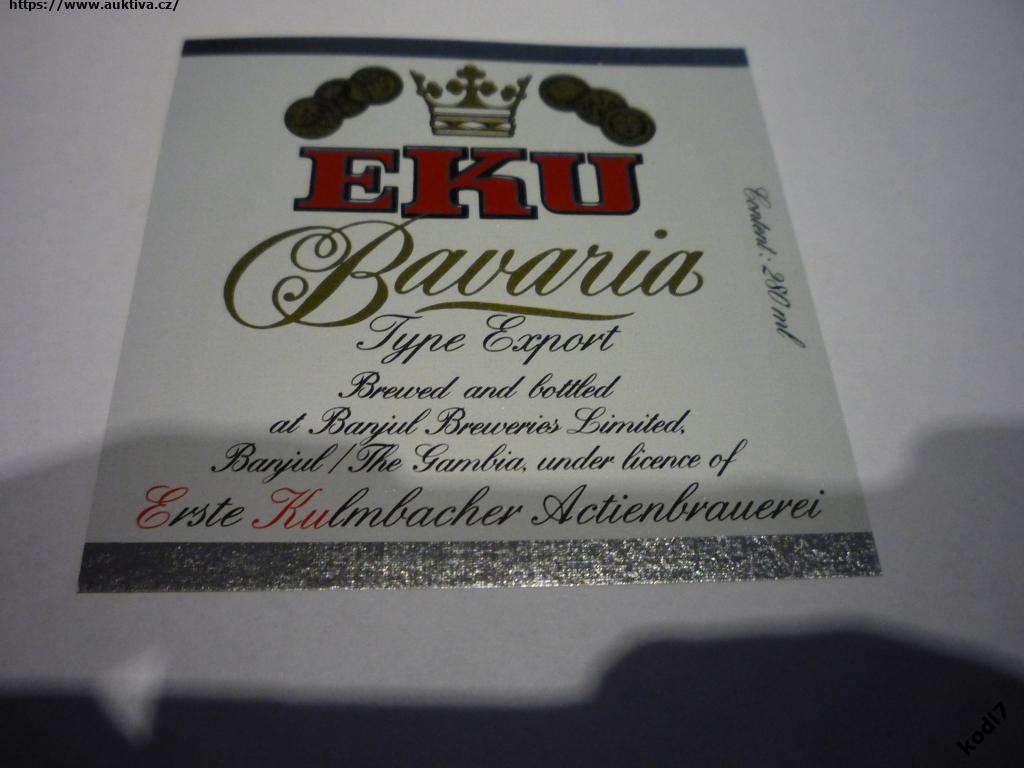 https://www.auktiva.cz/
EKU
Bavaria
Type Export
Content: 280 ml
Brewed and bottled
at Banjul Breweries Limited,
Banjul / The Gambia, under licence of
Erste Kulmbacher Actienbrauerei
kodl7